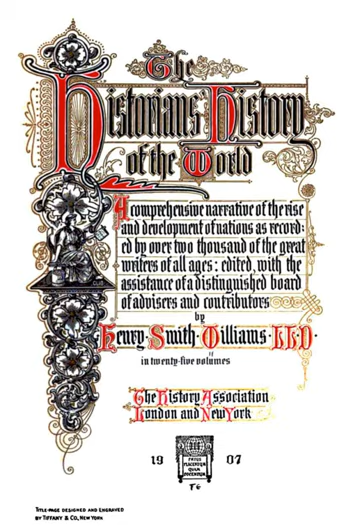 The
Historians' History
of the World
A comprehensive narrative of the rise
and development of nations as record:
ed by over two thousand of the great
writers of all ages: edited, with the
assistance of a distinguished board
of advisers and contributors
by
Henry Smith Williams LL.D.
in twenty-five volumes
The History Association
London and New York
19 07
TITLE-PAGE DESIGNED AND ENGRAVED
BY TIFFANY & CO, NEW YORK